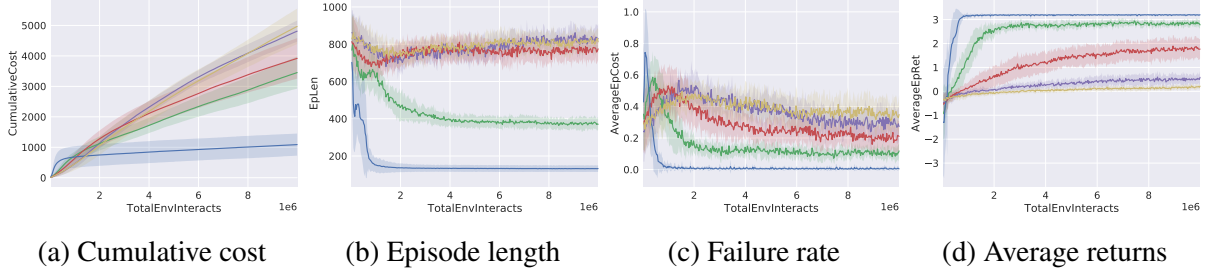 5000
4000
3000
2000
1000
0
CumulativeCost
2 4 6 8
TotalEnvInteracts 1e6
(a) Cumulative cost
1000
800
600
400
200
EpLen
2 4 6 8
TotalEnvInteracts 1e6
(b) Episode length
1.0
0.8
0.6
0.4
0.2
0.0
AverageEpCost
2 4 6 8
TotalEnvInteracts 1e6
(c) Failure rate
3
2
1
0
−1
−2
−3
AverageEpRet
2 4 6 8
TotalEnvInteracts 1e6
(d) Average returns